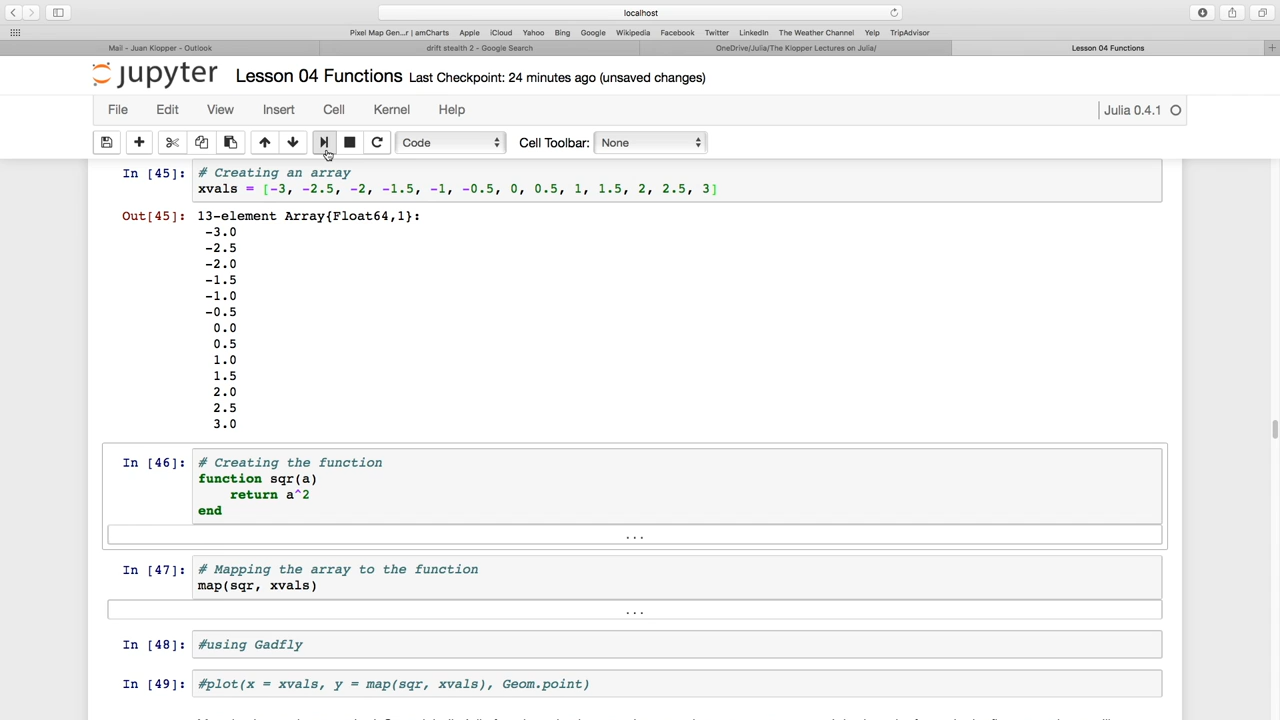 localhost
Pixel Map Gen...r | amCharts Apple iCloud Yahoo Bing Google Wikipedia Facebook Twitter LinkedIn The Weather Channel Yelp TripAdvisor
Mail - Juan Klopper - Outlook drift stealth 2 - Google Search OneDrive/Julia/The Klopper Lectures on Julia/ Lesson 04 Functions
jupyter Lesson 04 Functions Last Checkpoint: 24 minutes ago (unsaved changes)
File Edit View Insert Cell Kernel Help Julia 0.4.1
Code Cell Toolbar: None
In [45]: # Creating an array
xvals = [-3, -2.5, -2, -1.5, -1, -0.5, 0, 0.5, 1, 1.5, 2, 2.5, 3]
Out[45]: 13-element Array{Float64,1}:
-3.0
-2.5
-2.0
-1.5
-1.0
-0.5
0.0
0.5
1.0
1.5
2.0
2.5
3.0
In [46]: # Creating the function
function sqr(a)
return a^2
end
...
In [47]: # Mapping the array to the function
map(sqr, xvals)
...
In [48]: #using Gadfly
In [49]: #plot(x = xvals, y = map(sqr, xvals), Geom.point)